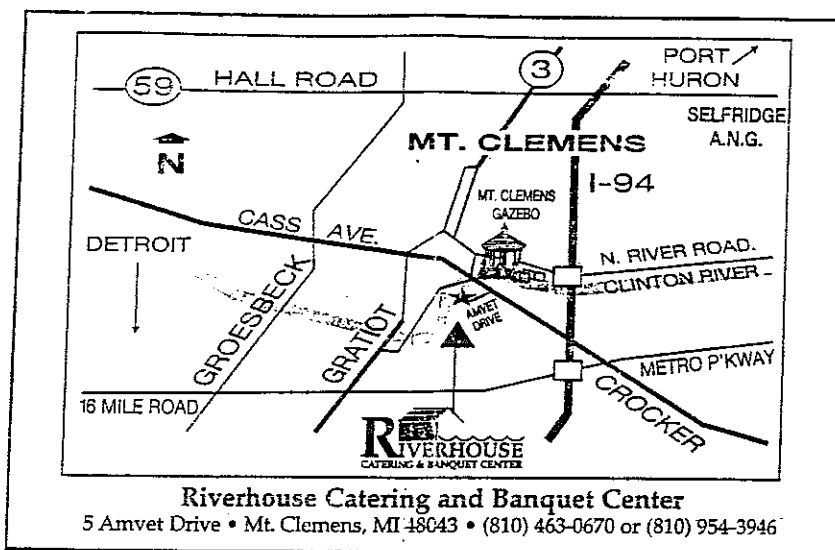 59
HALL ROAD
3
PORT
HURON
SELFRIDGE
A.N.G.
N
MT. CLEMENS
I-94
MT. CLEMENS
GAZEBO
CASS AVE.
DETROIT
N. RIVER ROAD.
CLINTON RIVER
AMVET
DRIVE
GROESBECK
GRATIOT
METRO P'KWAY
16 MILE ROAD
CROCKER
RIVERHOUSE
CATERING & BANQUET CENTER
Riverhouse Catering and Banquet Center
5 Amvet Drive • Mt. Clemens, MI 48043 • (810) 463-0670 or (810) 954-3946